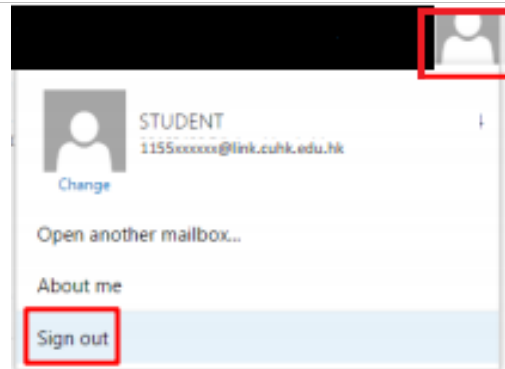 STUDENT
1155xxxxxx@link.cuhk.edu.hk
Change
Open another mailbox...
About me
Sign out